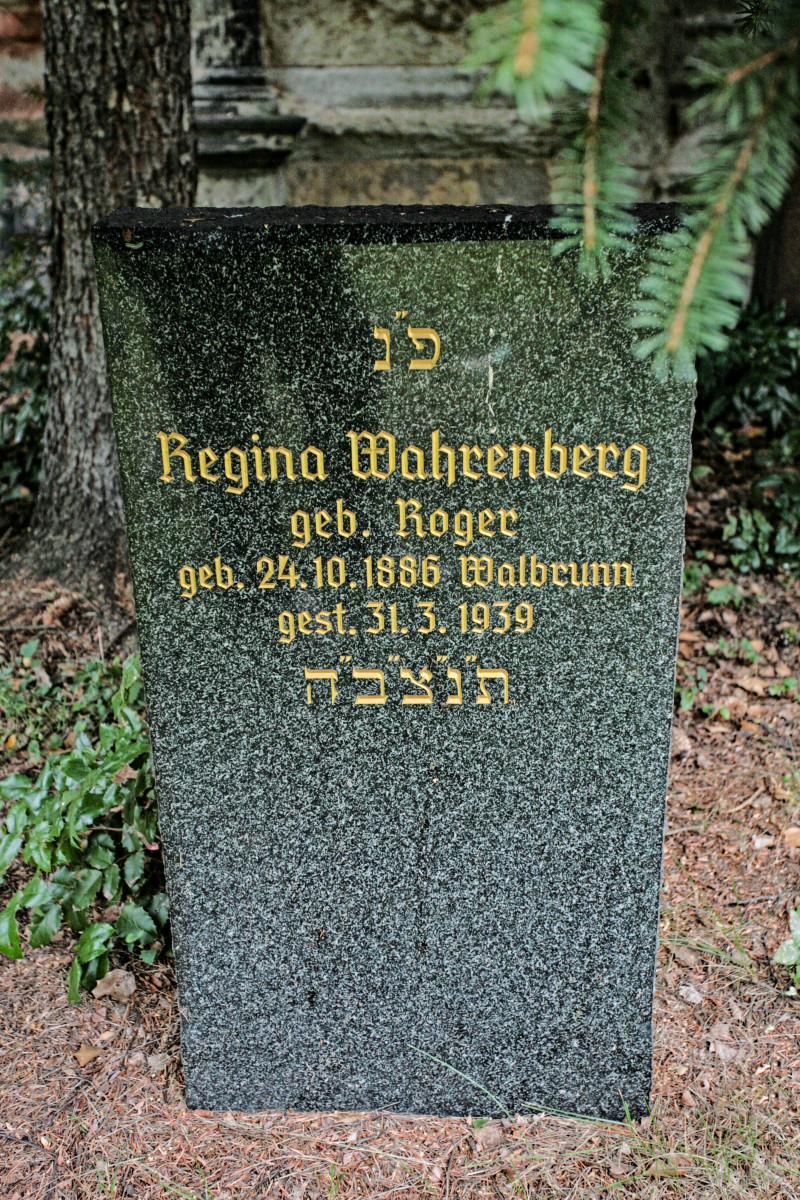 פ״נ
Regina Wahrenberg
geb. Roger
geb. 24.10.1886 Walbrunn
gest. 31.3.1939
ת״נ״צ״ב״ה